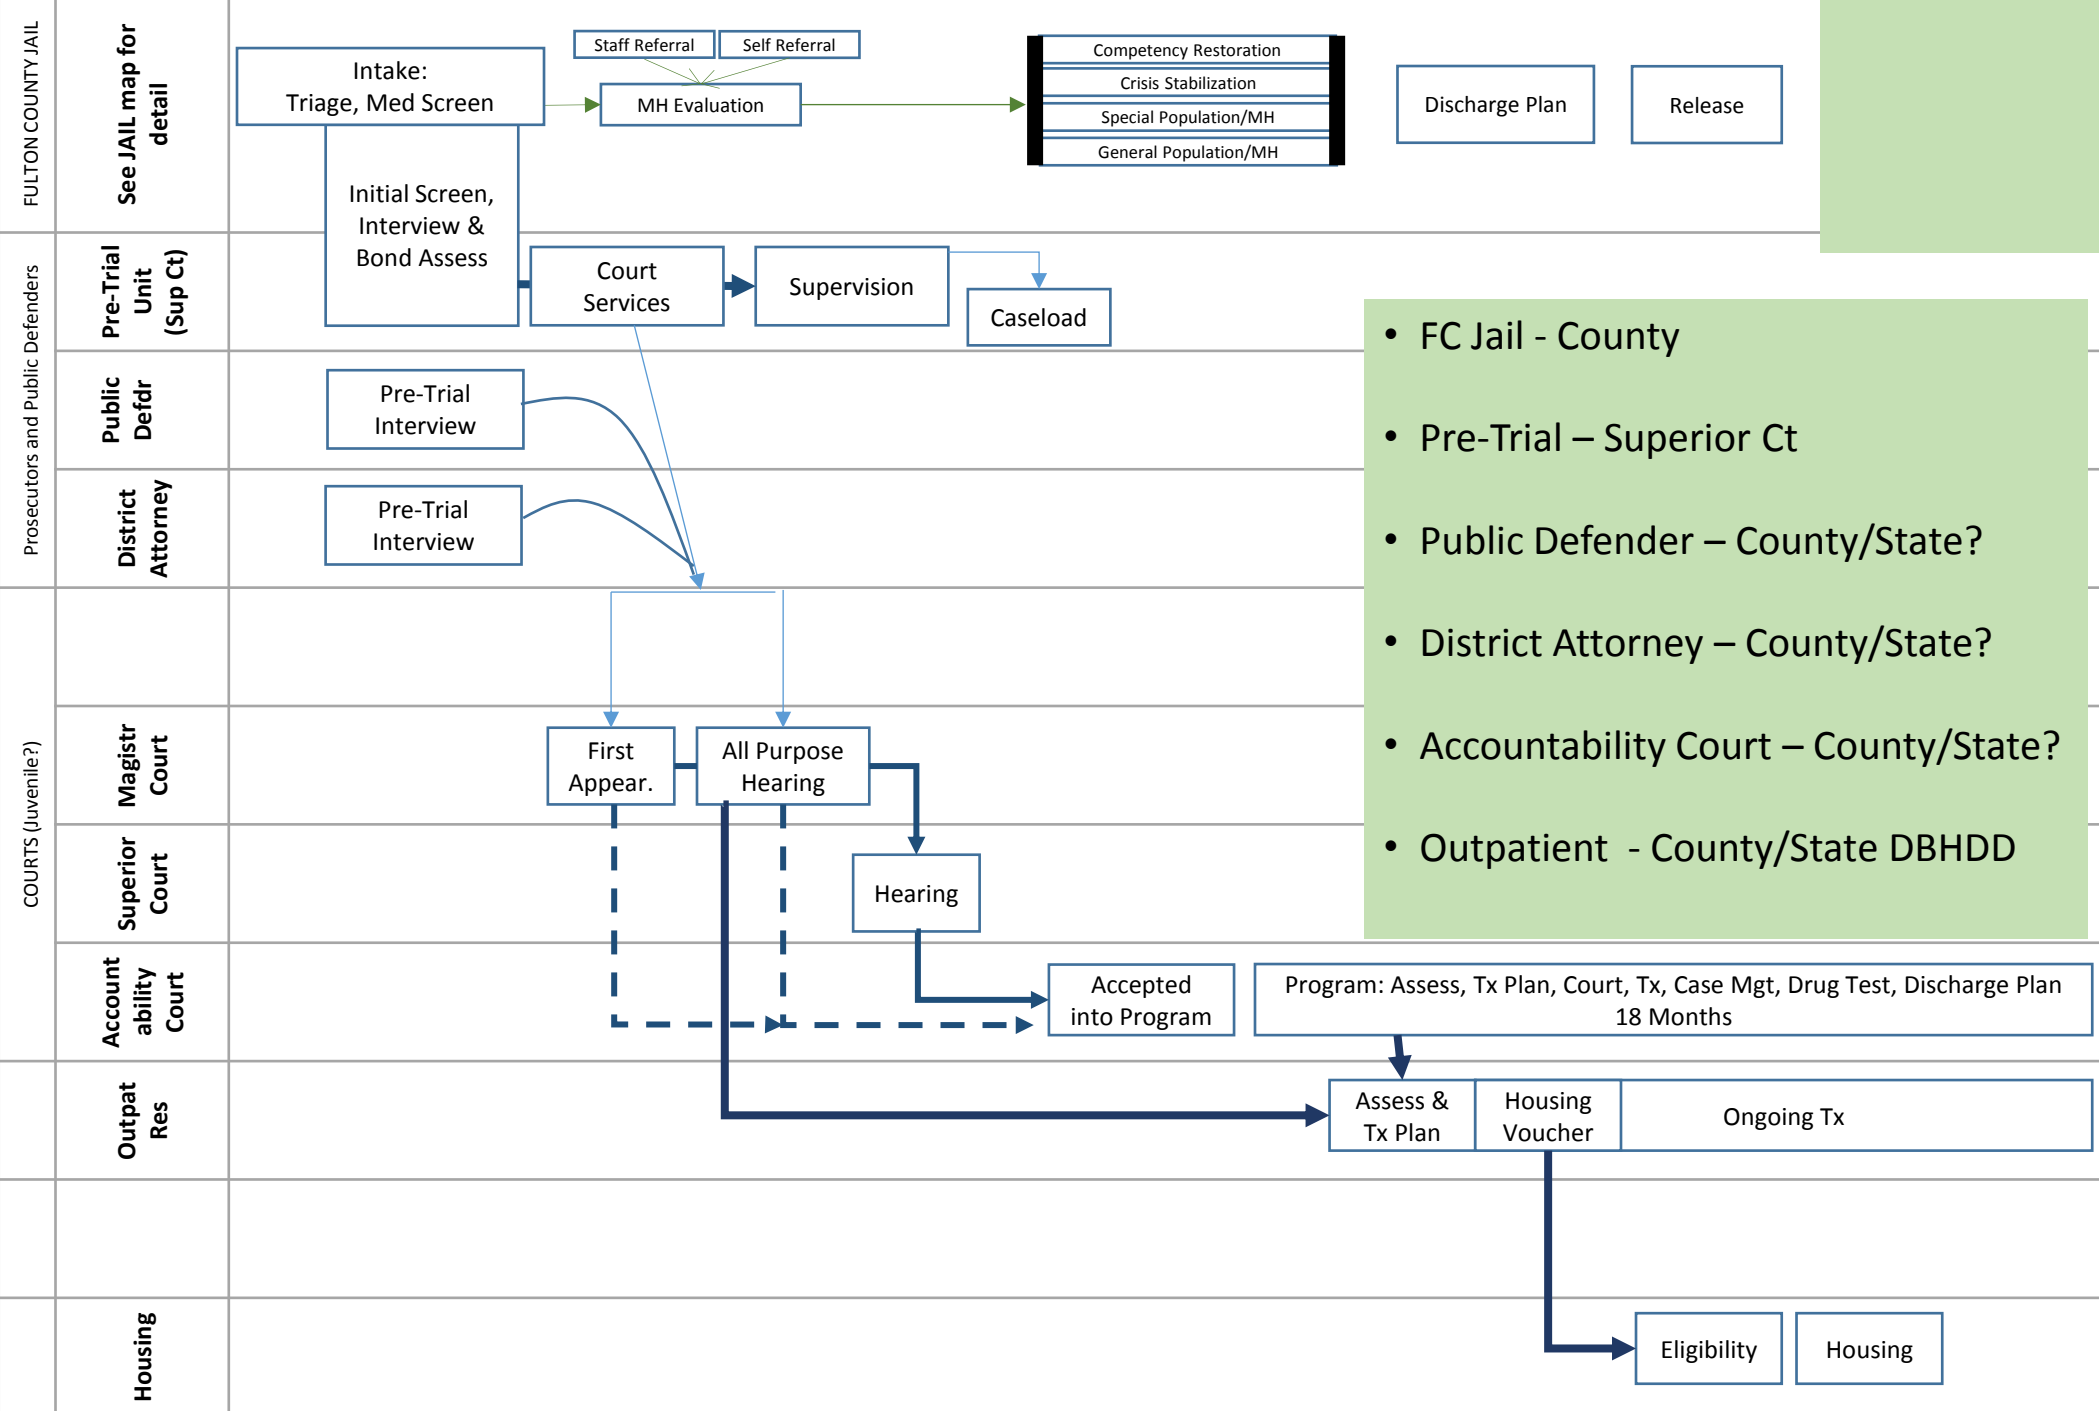 FULTON COUNTY JAIL
See JAIL map for
detail
Intake:
Triage, Med Screen
Staff Referral
Self Referral
MH Evaluation
Competency Restoration
Crisis Stabilization
Special Population/MH
General Population/MH
Discharge Plan
Release
Initial Screen,
Interview &
Bond Assess
Prosecutors and Public Defenders
Pre-Trial
Unit
(Sup Ct)
Court
Services
Supervision
Caseload
Public
Defdr
Pre-Trial
Interview
District
Attorney
Pre-Trial
Interview
• FC Jail - County
• Pre-Trial – Superior Ct
• Public Defender – County/State?
• District Attorney – County/State?
• Accountability Court – County/State?
• Outpatient  - County/State DBHDD
COURTS (Juvenile?)
Magistr
Court
First
Appear.
All Purpose
Hearing
Superior
Court
Hearing
Account
ability
Court
Accepted
into Program
Program: Assess, Tx Plan, Court, Tx, Case Mgt, Drug Test, Discharge Plan
18 Months
Outpat
Res
Assess &
Tx Plan
Housing
Voucher
Ongoing Tx
Housing
Eligibility
Housing